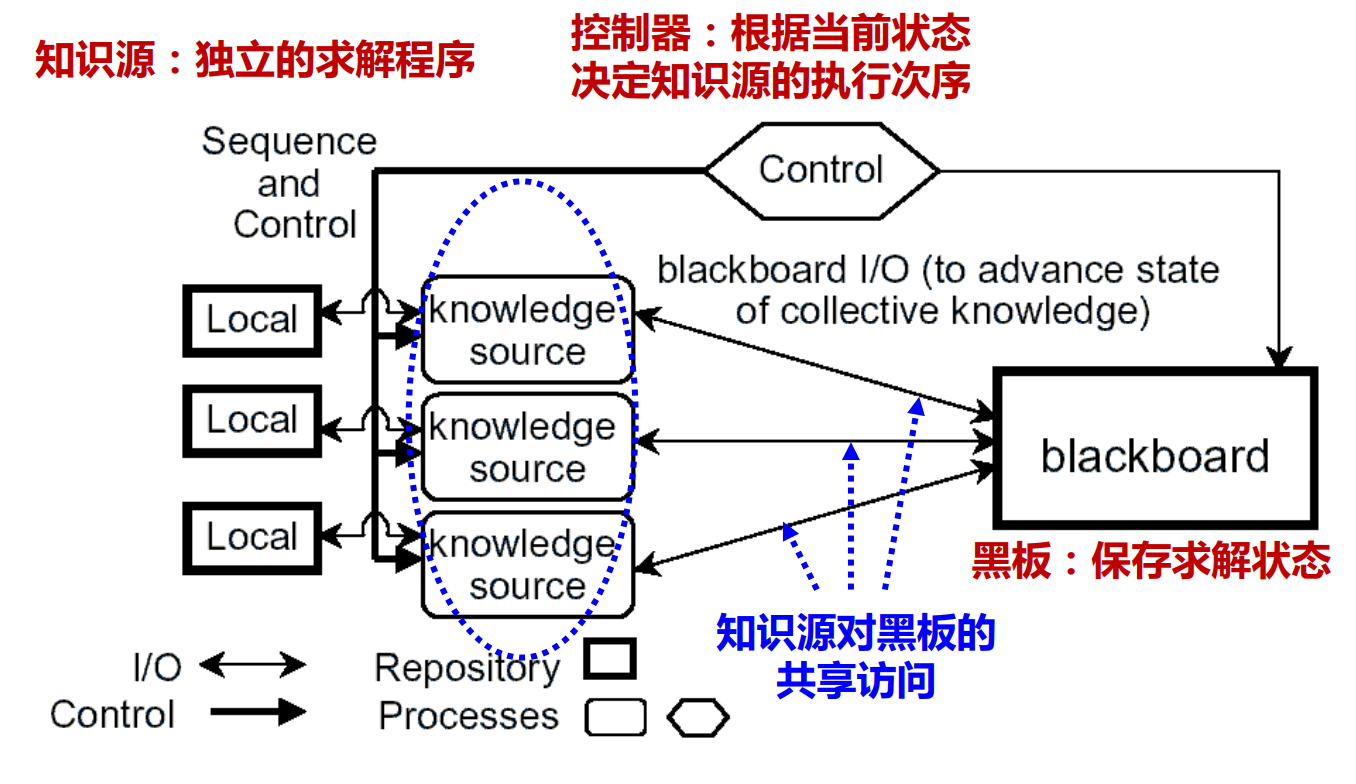 知识源：独立的求解程序
控制器：根据当前状态
决定知识源的执行次序
Sequence
and
Control
Control
blackboard I/O (to advance state
of collective knowledge)
Local
knowledge
source
Local
knowledge
source
Local
knowledge
source
blackboard
黑板：保存求解状态
知识源对黑板的
共享访问
I/O
Repository
Control
Processes